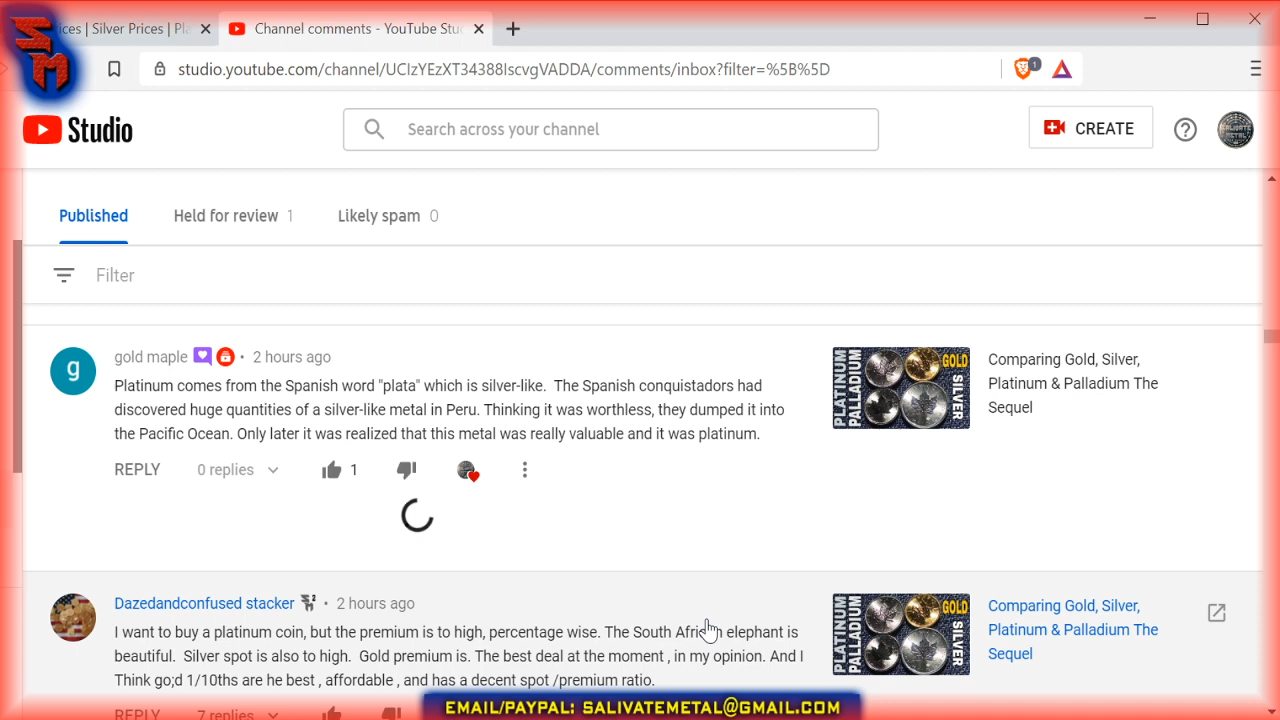 SM
ices | Silver Prices | Pla
Channel comments - YouTube Stu
studio.youtube.com/channel/UCIzYEzXT34388IscvgVADDA/comments/inbox?filter=%5B%5D
1
Studio
Search across your channel
CREATE
Published
Held for review 1
Likely spam 0
Filter
g
gold maple • 2 hours ago
Platinum comes from the Spanish word "plata" which is silver-like. The Spanish conquistadors had
discovered huge quantities of a silver-like metal in Peru. Thinking it was worthless, they dumped it into
the Pacific Ocean. Only later it was realized that this metal was really valuable and it was platinum.
REPLY 0 replies 1
PLATINUM
PALLADIUM
GOLD
SILVER
Comparing Gold, Silver,
Platinum & Palladium The
Sequel
Dazedandconfused stacker • 2 hours ago
I want to buy a platinum coin, but the premium is to high, percentage wise. The South African elephant is
beautiful. Silver spot is also to high. Gold premium is. The best deal at the moment , in my opinion. And I
Think go;d 1/10ths are he best , affordable , and has a decent spot /premium ratio.
REPLY 7 replies
PLATINUM
PALLADIUM
GOLD
SILVER
Comparing Gold, Silver,
Platinum & Palladium The
Sequel
EMAIL/PAYPAL: SALIVATEMETAL@GMAIL.COM